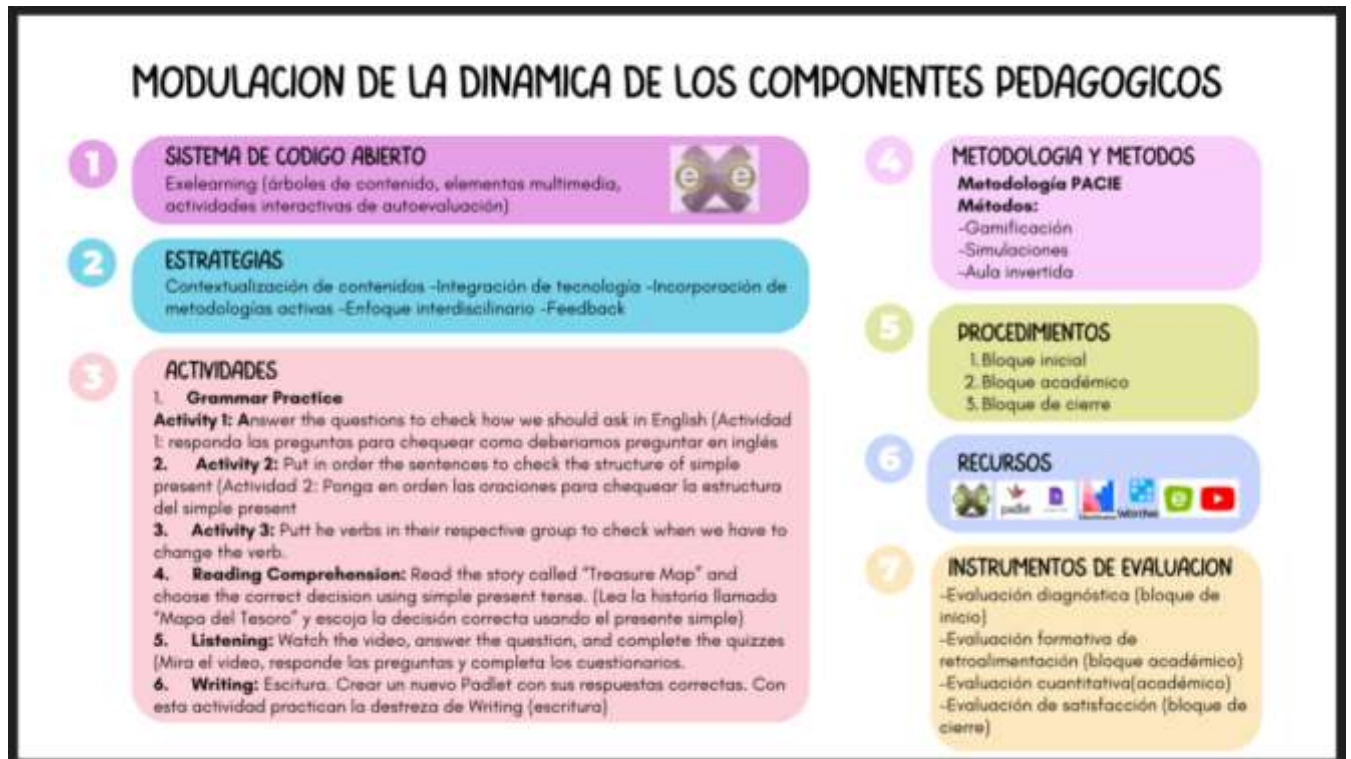 MODULACION DE LA DINAMICA DE LOS COMPONENTES PEDAGOGICOS
1
SISTEMA DE CODIGO ABIERTO
Exelearning (árboles de contenido, elementos multimedia,
actividades interactivas de autoevaluación)
e e
2
ESTRATEGIAS
Contextualización de contenidos -Integración de tecnología -Incorporación de
metodologías activas -Enfoque interdiscilinario -Feedback
3
ACTIVIDADES
1. Grammar Practice
Activity 1: Answer the questions to check how we should ask in English (Actividad
1: responda las preguntas para chequear como deberiamos preguntar en inglés
2. Activity 2: Put in order the sentences to check the structure of simple
present (Actividad 2: Ponga en orden las oraciones para chequear la estructura
del simple present
3. Activity 3: Putt he verbs in their respective group to check when we have to
change the verb.
4. Reading Comprehension: Read the story called "Treasure Map" and
choose the correct decision using simple present tense. (Lea la historia llamada
"Mapa del Tesoro" y escoja la decisión correcta usando el presente simple)
5. Listening: Watch the video, answer the question, and complete the quizzes
(Mira el video, responde las preguntas y completa los cuestionarios.
6. Writing: Escritura. Crear un nuevo Padlet con sus respuestas correctas. Con
esta actividad practican la destreza de Writing (escritura)
4
METODOLOGIA Y METODOS
Metodología PACIE
Métodos:
-Gamificación
-Simulaciones
-Aula invertida
5
PROCEDIMIENTOS
1. Bloque inicial
2. Bloque académico
3. Bloque de cierre
6
RECURSOS
padlet
Wordwall
7
INSTRUMENTOS DE EVALUACION
-Evaluación diagnóstica (bloque de
inicio)
-Evaluación formativa de
retroalimentación (bloque académico)
-Evaluación cuantitativa(académico)
-Evaluación de satisfacción (bloque de
cierre)